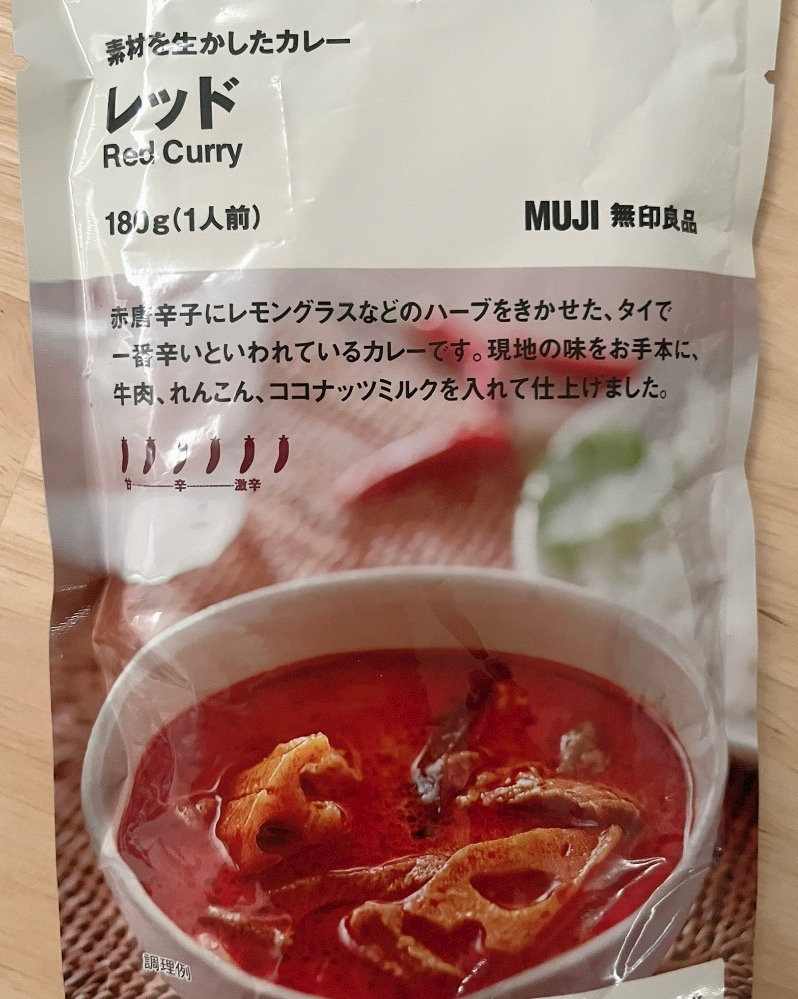 素材を生かしたカレー
レッド
Red Curry
180g(1人前)
MUJI 無印良品
赤唐辛子にレモングラスなどのハーブをきかせた、タイで
一番辛いといわれているカレーです。現地の味をお手本に、
牛肉、れんこん、ココナッツミルクを入れて仕上げました。
甘 辛 激辛
調理例